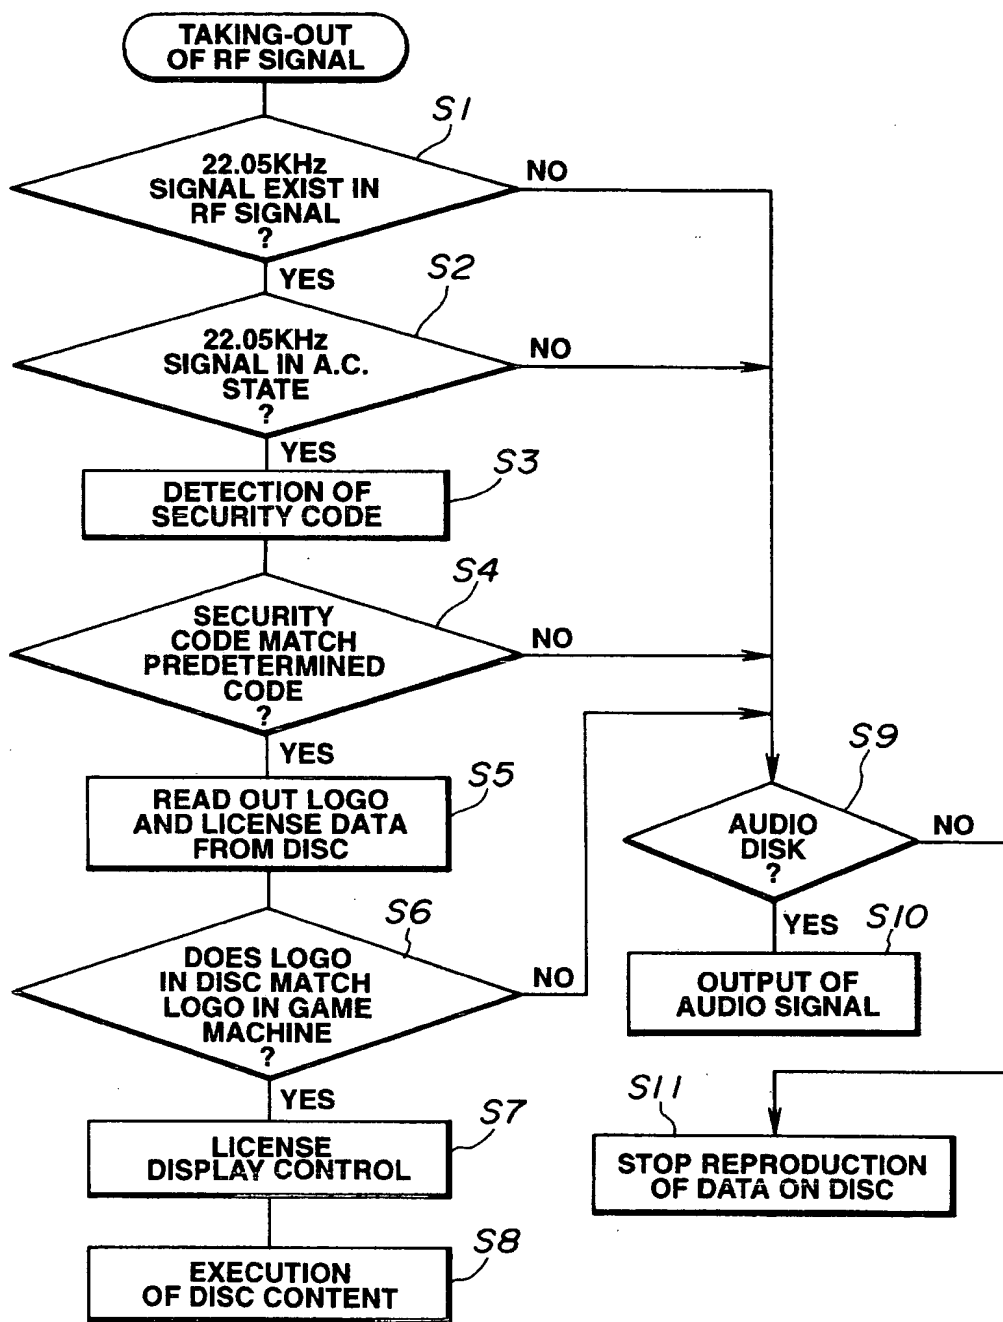 TAKING-OUT
OF RF SIGNAL
S1
22.05KHz
SIGNAL EXIST IN
RF SIGNAL
?
NO
YES
S2
22.05KHz
SIGNAL IN A.C.
STATE
?
NO
YES
S3
DETECTION OF
SECURITY CODE
S4
SECURITY
CODE MATCH
PREDETERMINED
CODE
?
NO
YES
S5
READ OUT LOGO
AND LICENSE DATA
FROM DISC
S6
DOES LOGO
IN DISC MATCH
LOGO IN GAME
MACHINE
?
NO
YES
S7
LICENSE
DISPLAY CONTROL
S8
EXECUTION
OF DISC CONTENT
S9
AUDIO
DISK
?
NO
YES
S10
OUTPUT OF
AUDIO SIGNAL
S11
STOP REPRODUCTION
OF DATA ON DISC